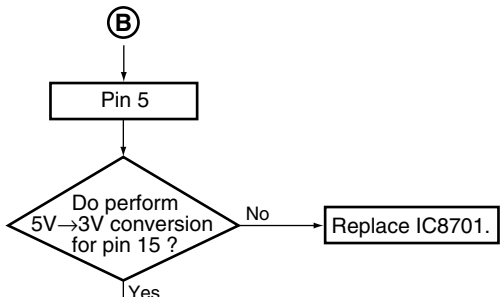 B
Pin 5
Do perform
5V→3V conversion
for pin 15 ?
No
Replace IC8701.
Yes